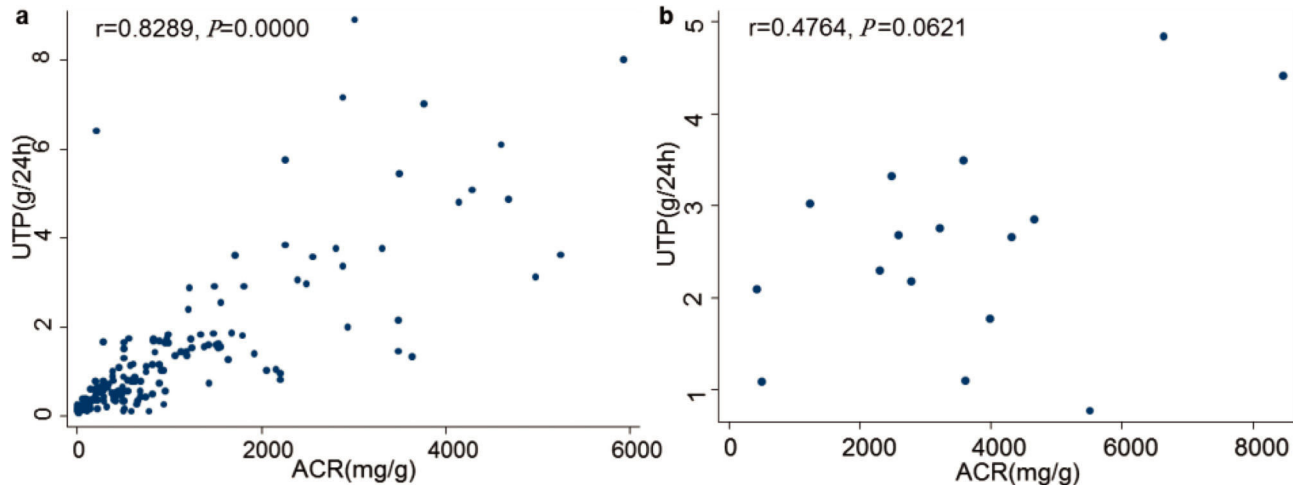 a
r=0.8289, P=0.0000
UTP(g/24h)
8
6
4
2
0
0 2000 4000 6000
ACR(mg/g)
b
r=0.4764, P=0.0621
UTP(g/24h)
5
4
3
2
1
0 2000 4000 6000 8000
ACR(mg/g)